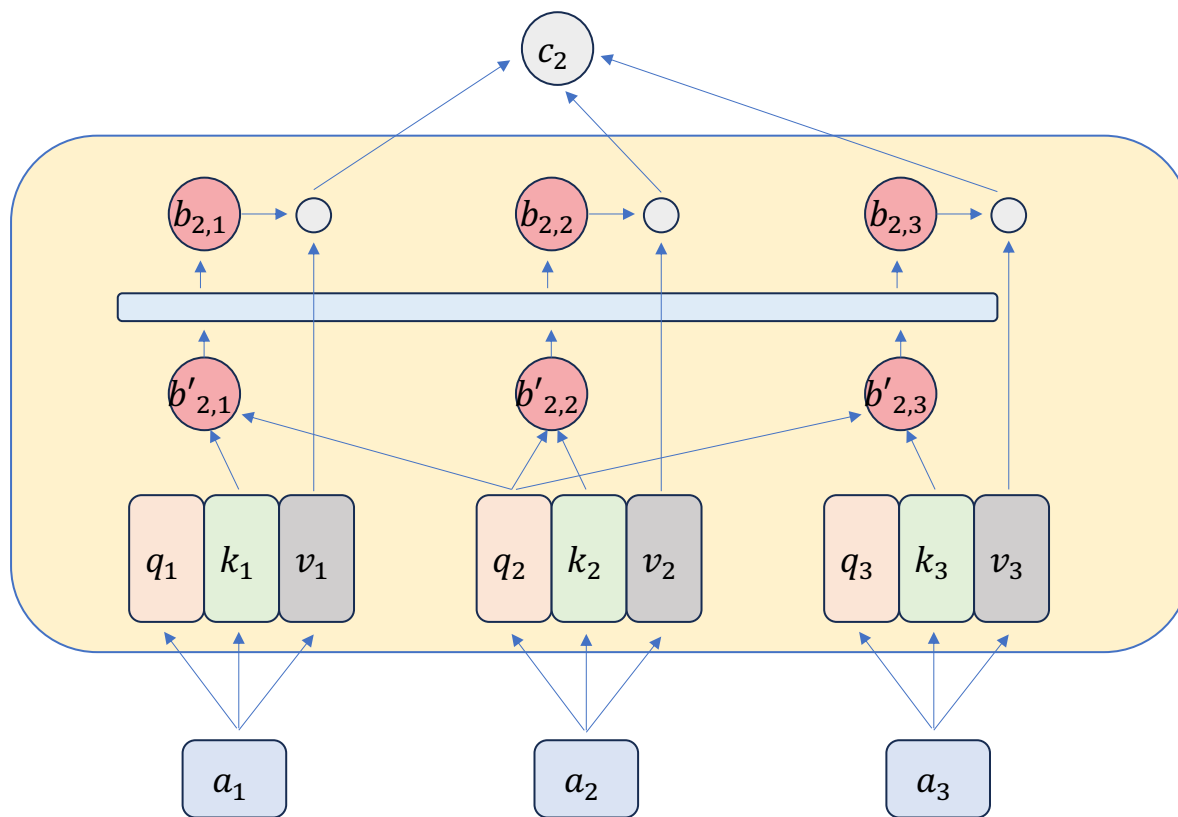 c₂
b₂,₁ b₂,₂ b₂,₃
b'₂,₁ b'₂,₂ b'₂,₃
q₁ k₁ v₁ q₂ k₂ v₂ q₃ k₃ v₃
a₁ a₂ a₃